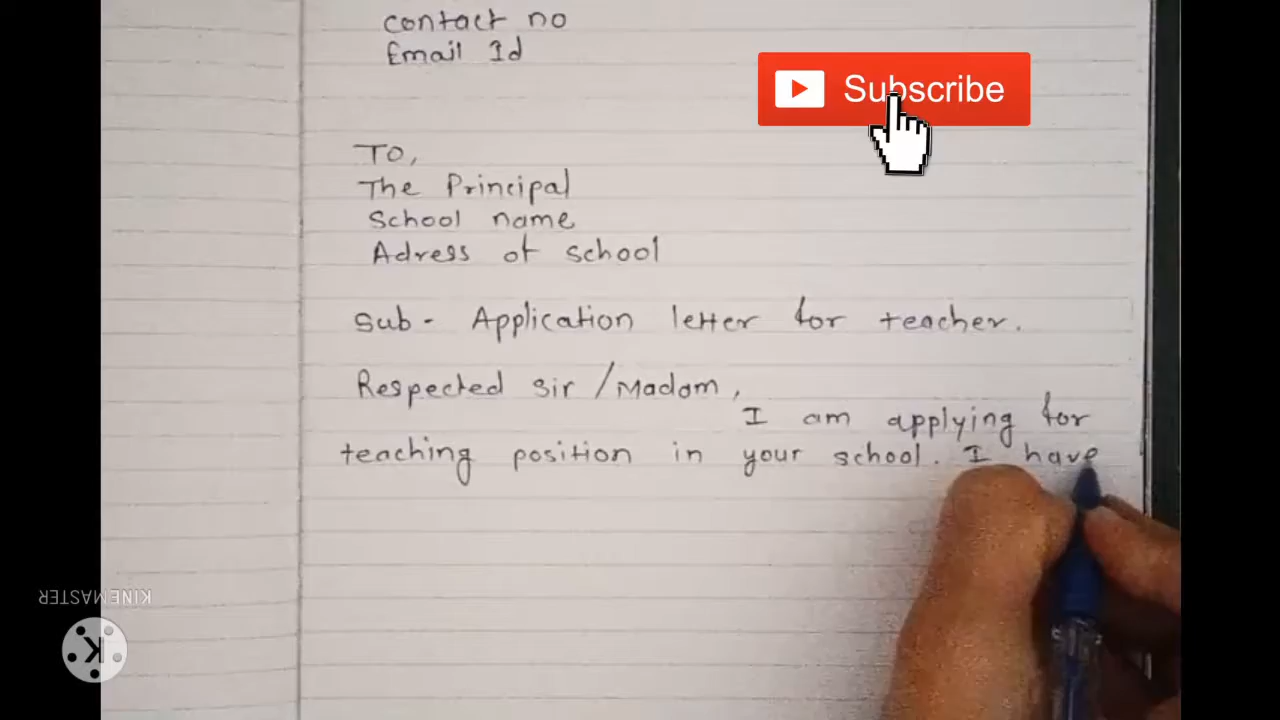 contact no
Email Id
Subscribe
To,
The Principal
School name
Adress of school
Sub - Application letter for teacher.
Respected Sir /Madam,
I am applying for
teaching position in your school. I have
KINEMASTER